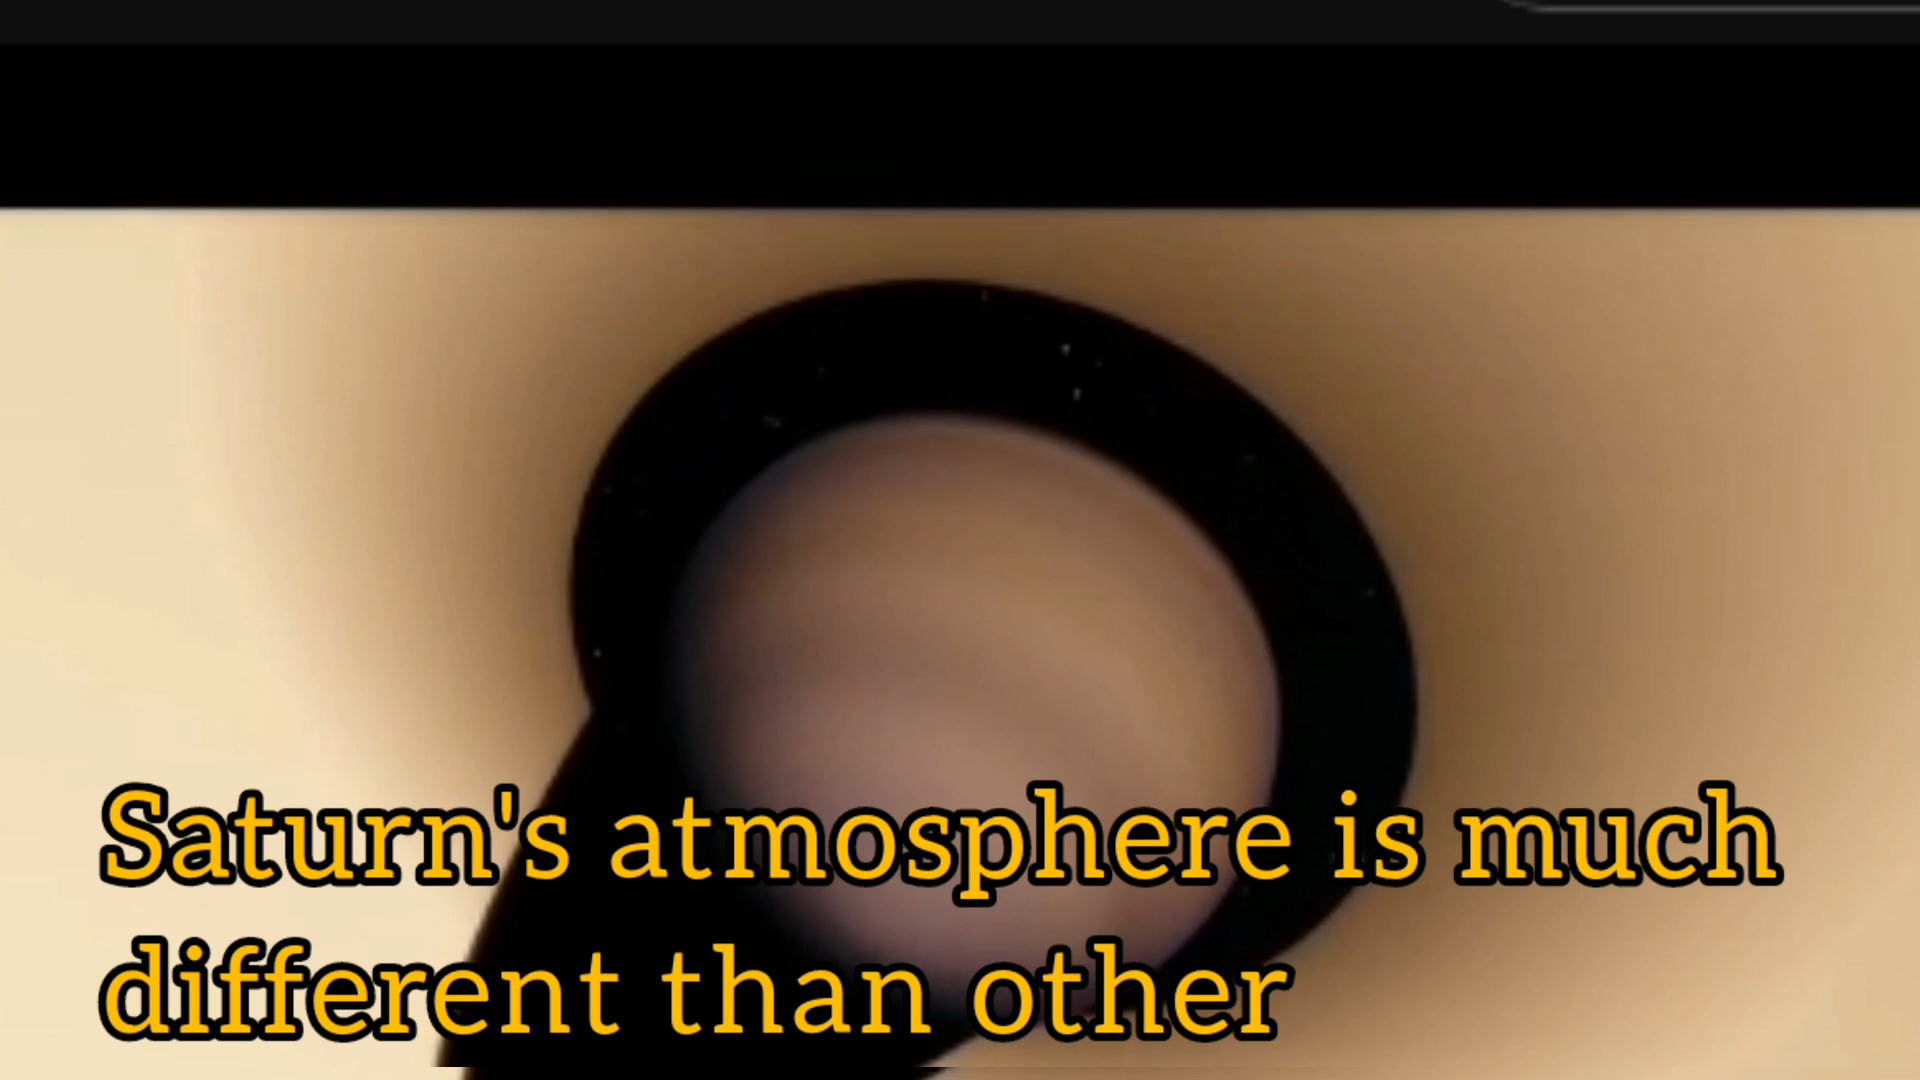 Saturn's atmosphere is much
different than other